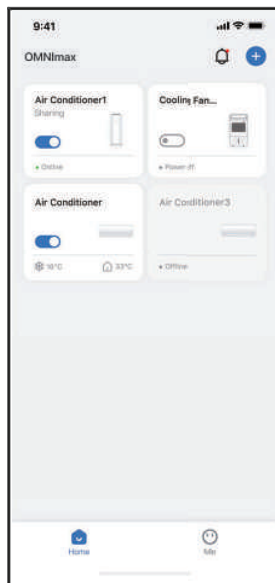 9:41
OMNImax
Air Conditioner1
Sharing
Online
Cooling Fan...
Power-off
Air Conditioner
16°C
33°C
Air Conditioner3
Offline
Home
Me